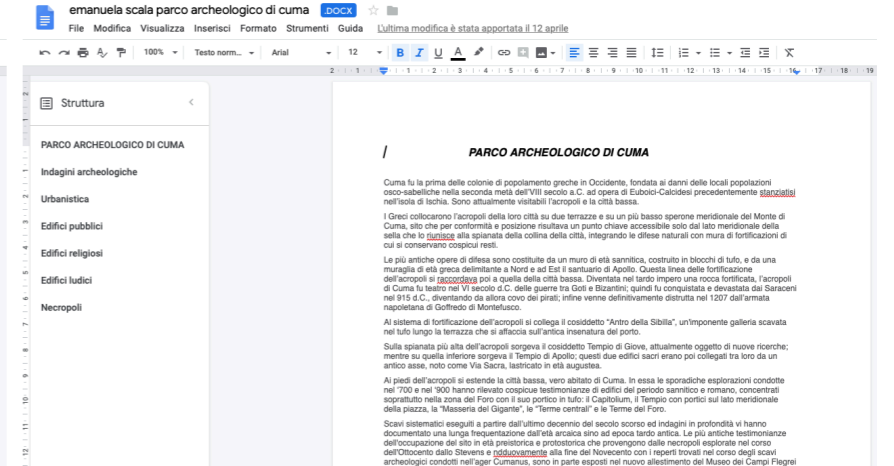 emanuela scala parco archeologico di cuma .DOCX
File Modifica Visualizza Inserisci Formato Strumenti Guida L'ultima modifica è stata apportata il 12 aprile
100% Testo norm... Arial 12 B I U A
2 1 1 2 3 4 5 6 7 8 9 10 11 12 13 14 15 16 17 18 19
Struttura
PARCO ARCHEOLOGICO DI CUMA
Indagini archeologiche
Urbanistica
Edifici pubblici
Edifici religiosi
Edifici ludici
Necropoli
PARCO ARCHEOLOGICO DI CUMA
Cuma fu la prima delle colonie di popolamento greche in Occidente, fondata ai danni delle locali popolazioni
osco-sabelliche nella seconda metà dell'VIII secolo a.C. ad opera di Euboici-Calcidesi precedentemente stanziatisi
nell'isola di Ischia. Sono attualmente visitabili l'acropoli e la città bassa.
I Greci collocarono l'acropoli della loro città su due terrazze e su un più basso sperone meridionale del Monte di
Cuma, sito che per conformità e posizione risultava un punto chiave accessibile solo dal lato meridionale della
sella che lo riunisce alla spianata della collina della città, integrando le difese naturali con mura di fortificazioni di
cui si conservano cospicui resti.
Le più antiche opere di difesa sono costituite da un muro di età sannitica, costruito in blocchi di tufo, e da una
muraglia di età greca delimitante a Nord e ad Est il santuario di Apollo. Questa linea delle fortificazione
dell'acropoli si raccordava poi a quella della città bassa. Diventata nel tardo impero una rocca fortificata, l'acropoli
di Cuma fu teatro nel VI secolo d.C. delle guerre tra Goti e Bizantini; quindi fu conquistata e devastata dai Saraceni
nel 915 d.C., diventando da allora covo dei pirati; infine venne definitivamente distrutta nel 1207 dall'armata
napoletana di Goffredo di Montefusco.
Al sistema di fortificazione dell'acropoli si collega il cosiddetto "Antro della Sibilla", un'imponente galleria scavata
nel tufo lungo la terrazza che si affaccia sull'antica insenatura del porto.
Sulla spianata più alta dell'acropoli sorgeva il cosiddetto Tempio di Giove, attualmente oggetto di nuove ricerche;
mentre su quella inferiore sorgeva il Tempio di Apollo; questi due edifici sacri erano poi collegati tra loro da un
antico asse, noto come Via Sacra, lastricato in età augustea.
Ai piedi dell'acropoli si estende la città bassa, vero abitato di Cuma. In essa le sporadiche esplorazioni condotte
nel '700 e nel '900 hanno rilevato cospicue testimonianze di edifici del periodo sannitico e romano, concentrati
soprattutto nella zona del Foro con il suo portico in tufo: il Capitolium, il Tempio con portici sul lato meridionale
della piazza, la "Masseria del Gigante", le "Terme centrali" e le Terme del Foro.
Scavi sistematici eseguiti a partire dall'ultimo decennio del secolo scorso ed indagini in profondità vi hanno
documentato una lunga frequentazione dall'età arcaica sino ad epoca tardo antica. Le più antiche testimonianze
dell'occupazione del sito in età preistorica e protostorica che provengono dalle necropoli esplorate nel corso
dell'Ottocento dallo Stevens e ndduovamente alla fine del Novecento con i reperti trovati nel corso degli scavi
archeologici condotti nell'ager Cumanus, sono in parte esposti nel nuovo allestimento del Museo dei Campi Flegrei